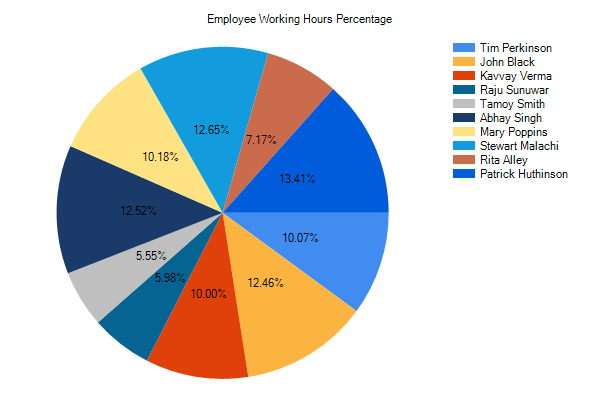 Employee Working Hours Percentage
Tim Perkinson
John Black
Kavvay Verma
Raju Sunuwar
Tamoy Smith
Abhay Singh
Mary Poppins
Stewart Malachi
Rita Alley
Patrick Huthinson
12.65%
7.17%
10.18%
13.41%
12.52%
10.07%
5.55%
5.98%
12.46%
10.00%